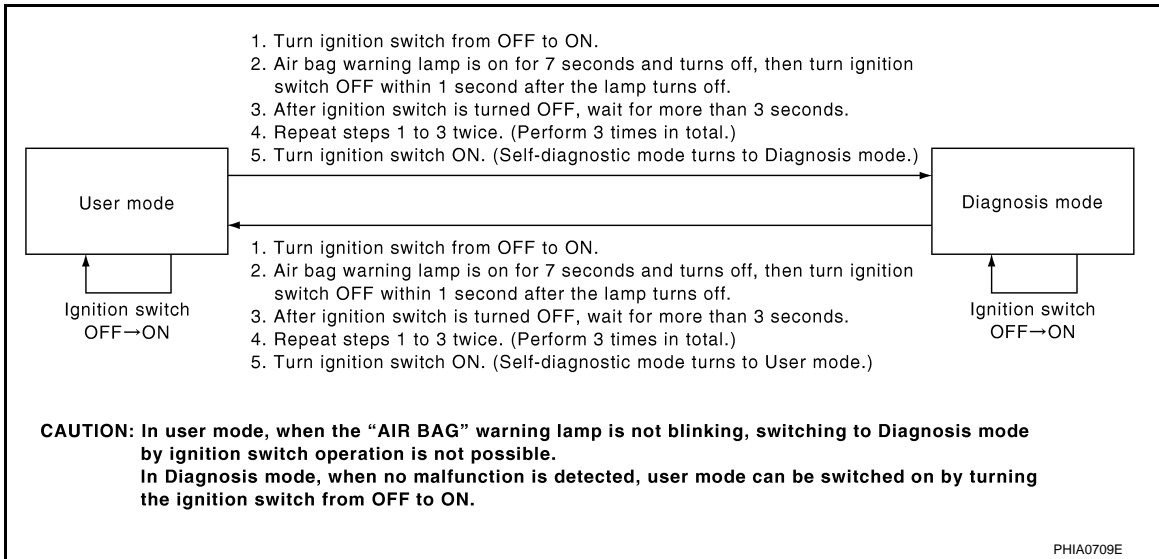 1. Turn ignition switch from OFF to ON.
2. Air bag warning lamp is on for 7 seconds and turns off, then turn ignition
switch OFF within 1 second after the lamp turns off.
3. After ignition switch is turned OFF, wait for more than 3 seconds.
4. Repeat steps 1 to 3 twice. (Perform 3 times in total.)
5. Turn ignition switch ON. (Self-diagnostic mode turns to Diagnosis mode.)
User mode
Diagnosis mode
1. Turn ignition switch from OFF to ON.
2. Air bag warning lamp is on for 7 seconds and turns off, then turn ignition
switch OFF within 1 second after the lamp turns off.
3. After ignition switch is turned OFF, wait for more than 3 seconds.
4. Repeat steps 1 to 3 twice. (Perform 3 times in total.)
5. Turn ignition switch ON. (Self-diagnostic mode turns to User mode.)
Ignition switch
OFF→ON
Ignition switch
OFF→ON
CAUTION: In user mode, when the “AIR BAG” warning lamp is not blinking, switching to Diagnosis mode
by ignition switch operation is not possible.
In Diagnosis mode, when no malfunction is detected, user mode can be switched on by turning
the ignition switch from OFF to ON.
PHIA0709E